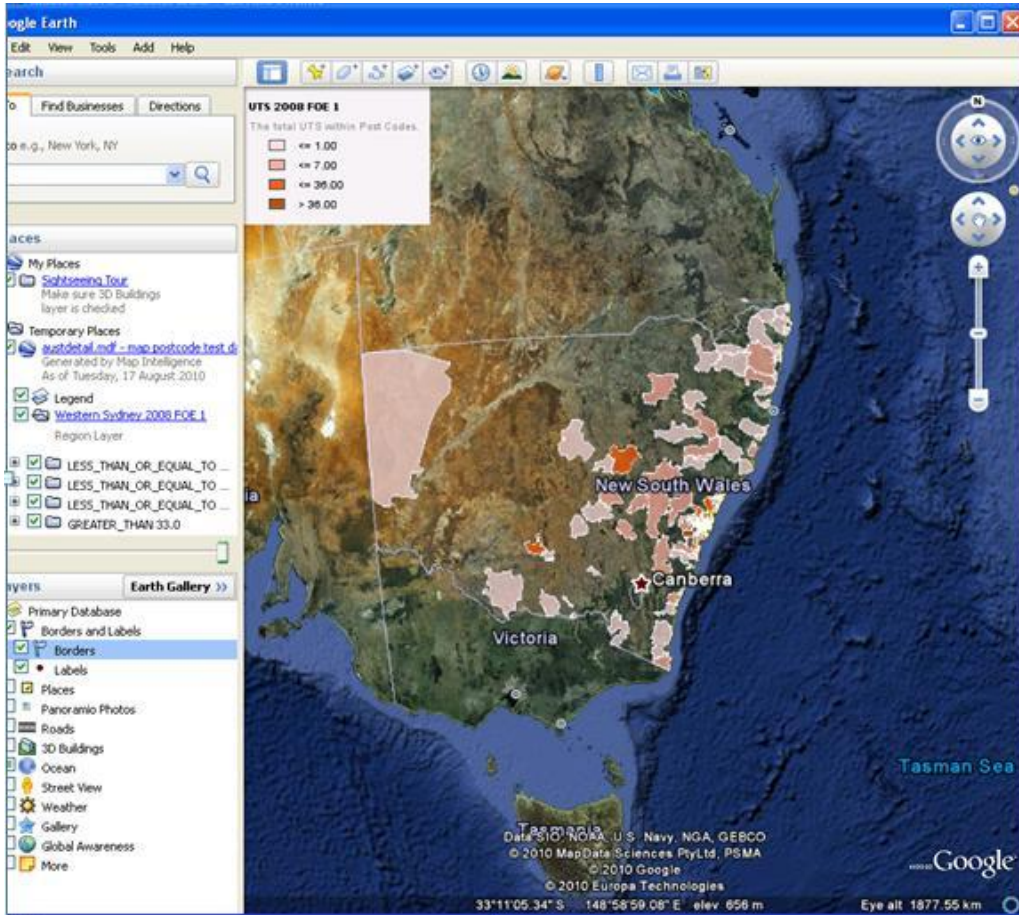 ogle Earth
Edit View Tools Add Help
earch
To Find Businesses Directions
to e.g., New York, NY
aces
My Places
Sightseeing Tour
Make sure 3D Buildings
layer is checked
Temporary Places
austdetail.mdf - map postcode test da
Generated by Map Intelligence
As of Tuesday, 17 August 2010
Legend
Western Sydney 2008 FOE 1
Region Layer
LESS_THAN_OR_EQUAL_TO ...
LESS_THAN_OR_EQUAL_TO ...
LESS_THAN_OR_EQUAL_TO ...
GREATER_THAN 33.0
ayers Earth Gallery >>
Primary Database
Borders and Labels
Borders
Labels
Places
Panoramio Photos
Roads
3D Buildings
Ocean
Street View
Weather
Gallery
Global Awareness
More
UTS 2008 FOE 1
The total UTS within Post Codes.
<= 1.00
<= 7.00
<= 36.00
> 36.00
N
New South Wales
ia
Canberra
Victoria
Tasman Sea
Tasmania
Data SIO, NOAA, U.S. Navy, NGA, GEBCO
© 2010 MapData Sciences PtyLtd, PSMA
© 2010 Google
© 2010 Europa Technologies
Google
33°11'05.34" S 148°58'59.08" E elev 656 m Eye alt 1877.55 km